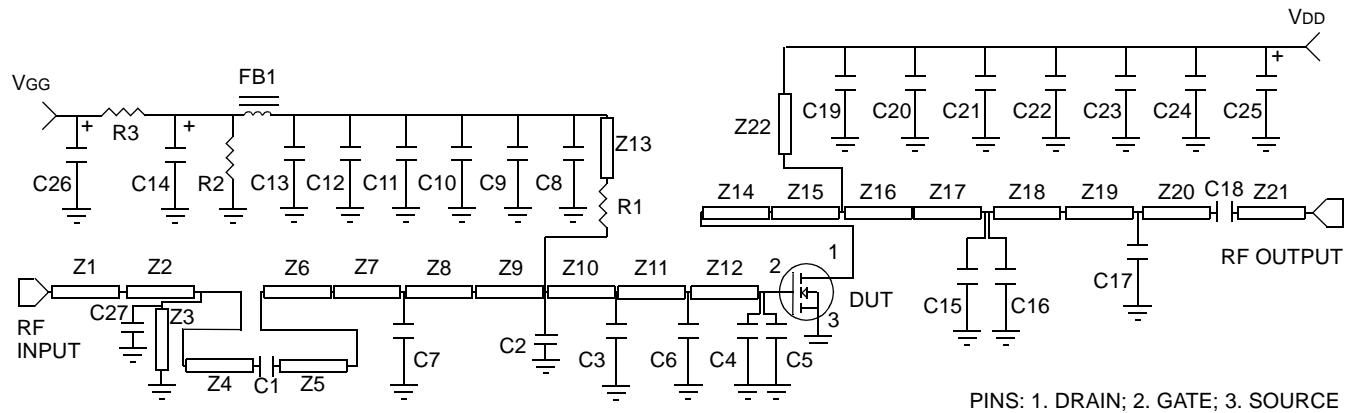 VDD
VGG
FB1
R3
C26
C14
R2
C13
C12
C11
C10
C9
C8
Z13
R1
Z22
C19
C20
C21
C22
C23
C24
C25
+
+
+
Z14
Z15
Z16
Z17
Z18
Z19
Z20
C18
Z21
RF OUTPUT
C15
C16
C17
1
2
3
DUT
Z1
Z2
Z6
Z7
Z8
Z9
Z10
Z11
Z12
RF
INPUT
C27
Z3
Z4
C1
Z5
C7
C2
C3
C6
C4
C5
PINS: 1. DRAIN; 2. GATE; 3. SOURCE